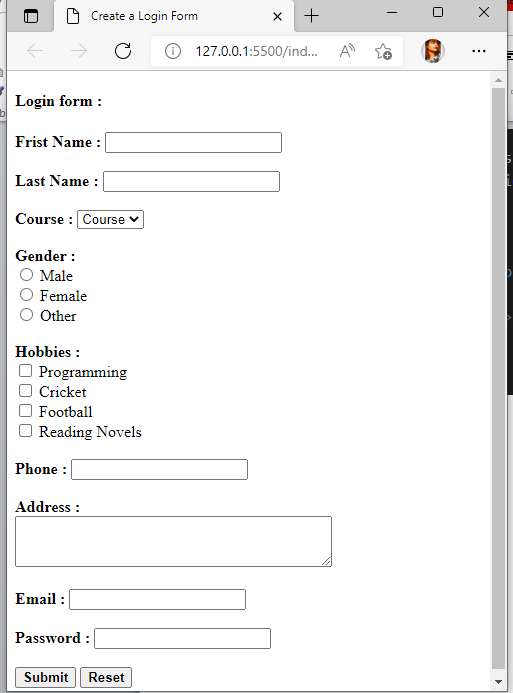 Create a Login Form
127.0.0.1:5500/ind...
Login form :
Frist Name :
Last Name :
Course : Course
Gender :
Male
Female
Other
Hobbies :
Programming
Cricket
Football
Reading Novels
Phone :
Address :
Email :
Password :
Submit Reset